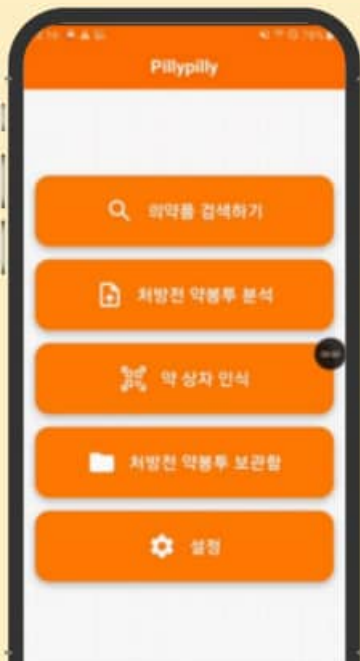 Pillypilly
의약품 검색하기
처방전 약봉투 분석
약 상자 인식
처방전 약봉투 보관함
설정